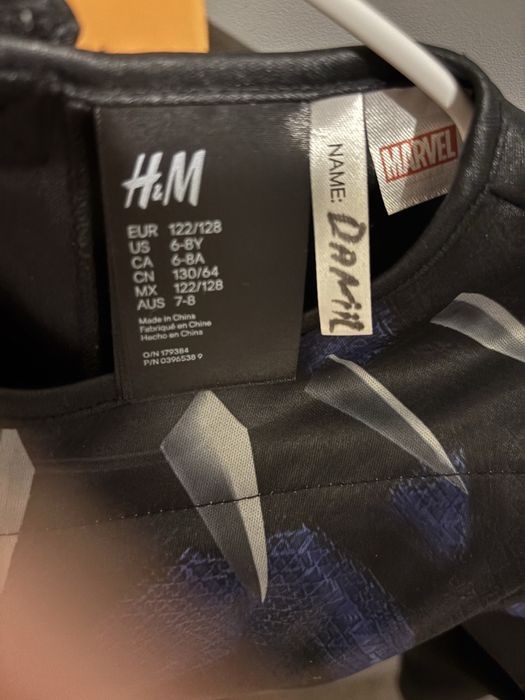 H&M
EUR 122/128
US 6-8Y
CA 6-8A
CN 130/64
MX 122/128
AUS 7-8
Made in China
Fabriqué en Chine
Hecho en China
O/N 179384
P/N 0396538 9
NAME: DAMIR
MARVEL